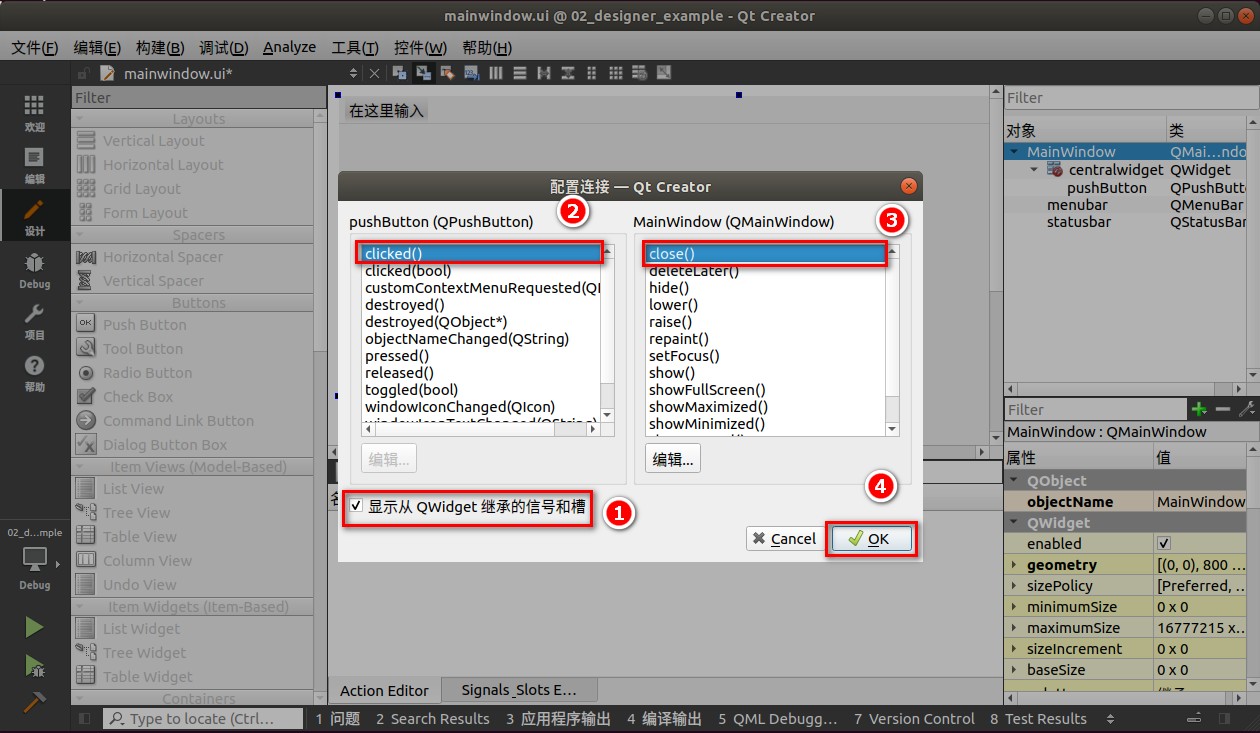 mainwindow.ui @ 02_designer_example - Qt Creator
文件(F) 编辑(E) 构建(B) 调试(D) Analyze 工具(T) 控件(W) 帮助(H)
mainwindow.ui*
欢迎
编辑
设计
Debug
项目
帮助
02_d...mple
Debug
Filter
Layouts
Vertical Layout
Horizontal Layout
Grid Layout
Form Layout
Spacers
Horizontal Spacer
Vertical Spacer
Buttons
OK
Push Button
Tool Button
Radio Button
Check Box
Command Link Button
Dialog Button Box
Item Views (Model-Based)
List View
Tree View
Table View
Column View
Undo View
Item Widgets (Item-Based)
List Widget
Tree Widget
Table Widget
Containers
在这里输入
配置连接 — Qt Creator
pushButton (QPushButton)
2
clicked()
clicked(bool)
customContextMenuRequested(QI
destroyed()
destroyed(QObject*)
objectNameChanged(QString)
pressed()
released()
toggled(bool)
windowIconChanged(QIcon)
windowIconTextChanged(QString)
编辑...
MainWindow (QMainWindow)
3
close()
deleteLater()
hide()
lower()
raise()
repaint()
setFocus()
show()
showFullScreen()
showMaximized()
showMinimized()
编辑...
4
显示从 QWidget 继承的信号和槽
1
Cancel
OK
Action Editor
Signals_Slots E...
Filter
对象 类
MainWindow QMai...ndo
centralwidget QWidget
pushButton QPushButt
menubar QMenuBar
statusbar QStatusBar
Filter
MainWindow : QMainWindow
属性 值
QObject
objectName MainWindow
QWidget
enabled
geometry [(0, 0), 800 ...
sizePolicy [Preferred, ...
minimumSize 0 x 0
maximumSize 16777215 x...
sizeIncrement 0 x 0
baseSize 0 x 0
Type to locate (Ctrl...
1 问题 2 Search Results 3 应用程序输出 4 编译输出 5 QML Debugg... 7 Version Control 8 Test Results